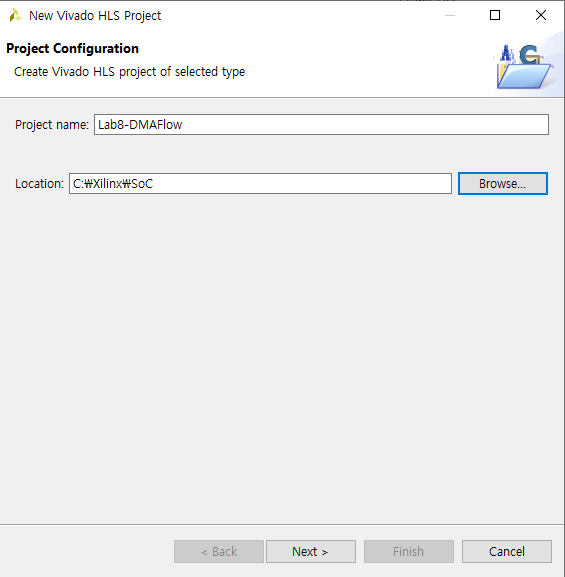 New Vivado HLS Project
Project Configuration
Create Vivado HLS project of selected type
Project name: Lab8-DMAFlow
Location: C:₩Xilinx₩SoC Browse...
< Back Next > Finish Cancel